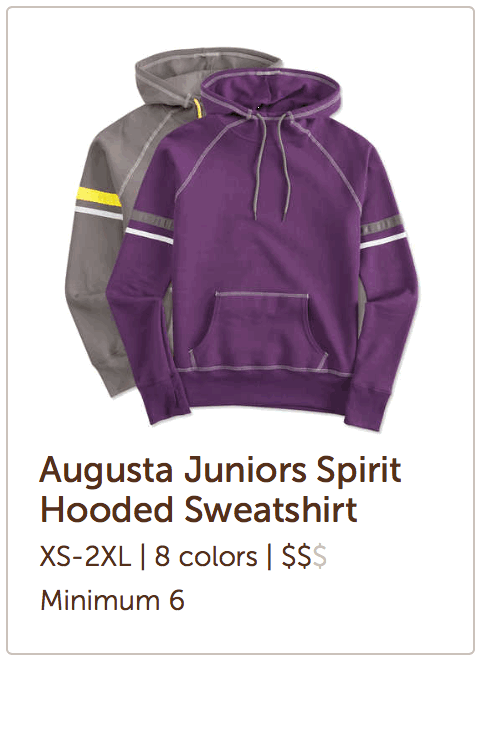 Augusta Juniors Spirit
Hooded Sweatshirt
XS-2XL | 8 colors | $$$
Minimum 6